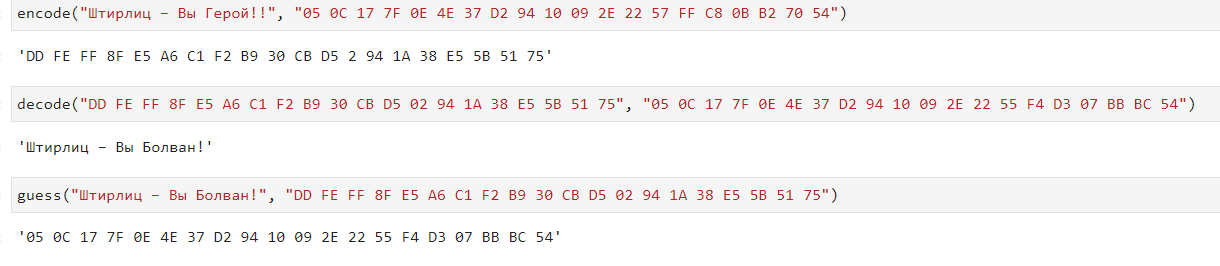 encode("Штирлиц – Вы Герой!!", "05 0C 17 7F 0E 4E 37 D2 94 10 09 2E 22 57 FF C8 0B B2 70 54")
'DD FE FF 8F E5 A6 C1 F2 B9 30 CB D5 2 94 1A 38 E5 5B 51 75'
decode("DD FE FF 8F E5 A6 C1 F2 B9 30 CB D5 02 94 1A 38 E5 5B 51 75", "05 0C 17 7F 0E 4E 37 D2 94 10 09 2E 22 55 F4 D3 07 BB BC 54")
'Штирлиц – Вы Болван!'
guess("Штирлиц – Вы Болван!", "DD FE FF 8F E5 A6 C1 F2 B9 30 CB D5 02 94 1A 38 E5 5B 51 75")
'05 0C 17 7F 0E 4E 37 D2 94 10 09 2E 22 55 F4 D3 07 BB BC 54'